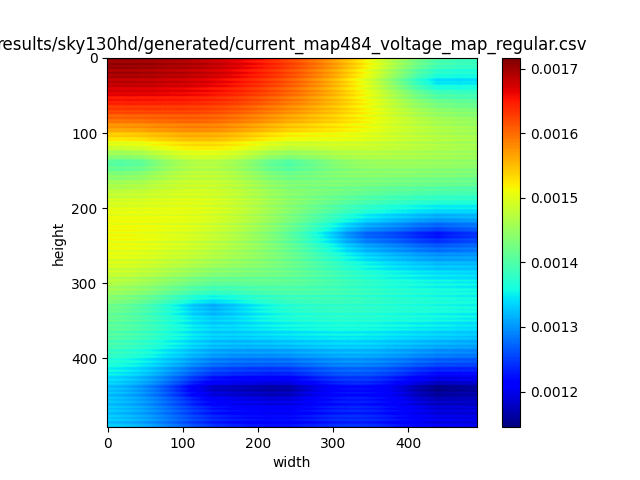 results/sky130hd/generated/current_map484_voltage_map_regular.csv
0
100
200
300
400
height
0 100 200 300 400
width
0.0017
0.0016
0.0015
0.0014
0.0013
0.0012